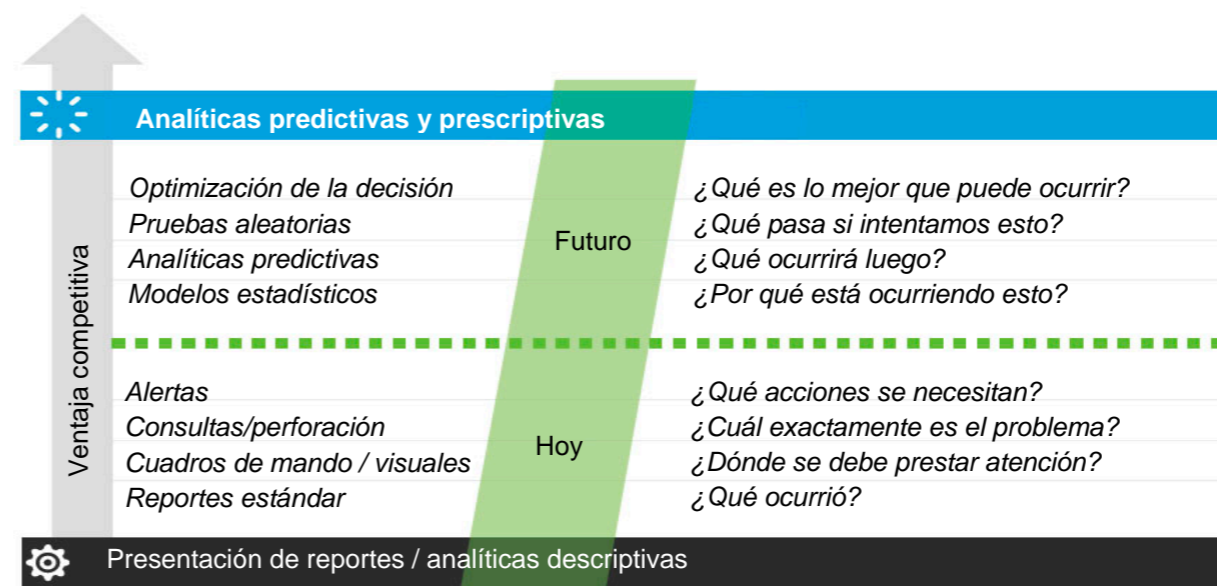 Analíticas predictivas y prescriptivas
Optimización de la decisión
¿Qué es lo mejor que puede ocurrir?
Pruebas aleatorias
¿Qué pasa si intentamos esto?
Futuro
Analíticas predictivas
¿Qué ocurrirá luego?
Modelos estadísticos
¿Por qué está ocurriendo esto?
Ventaja competitiva
Alertas
¿Qué acciones se necesitan?
Consultas/perforación
¿Cuál exactamente es el problema?
Hoy
Cuadros de mando / visuales
¿Dónde se debe prestar atención?
Reportes estándar
¿Qué ocurrió?
Presentación de reportes / analíticas descriptivas